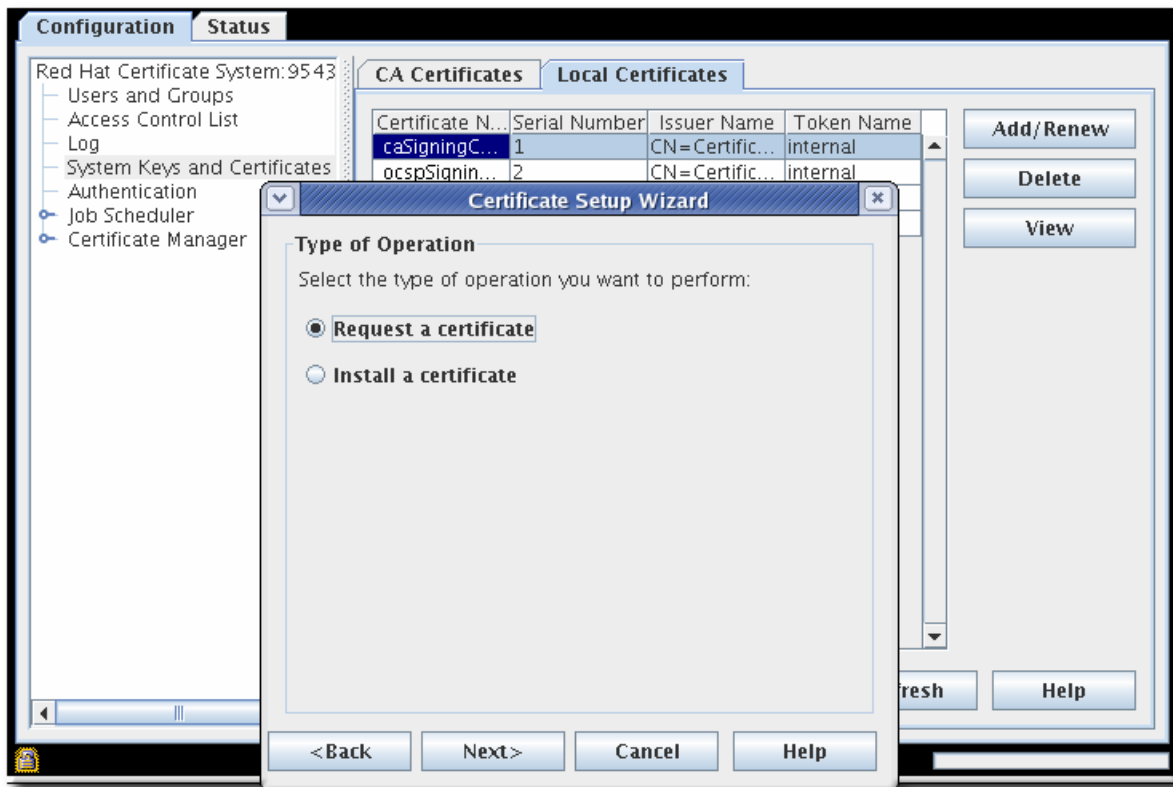 Configuration Status
Red Hat Certificate System:9543
Users and Groups
Access Control List
Log
System Keys and Certificates
Authentication
Job Scheduler
Certificate Manager
CA Certificates Local Certificates
Certificate N... Serial Number Issuer Name Token Name
caSigningC... 1 CN=Certific... internal
ocspSignin... 2 CN=Certific... internal
Add/Renew
Delete
View
Certificate Setup Wizard
Type of Operation
Select the type of operation you want to perform:
Request a certificate
Install a certificate
<Back Next> Cancel Help
fresh Help